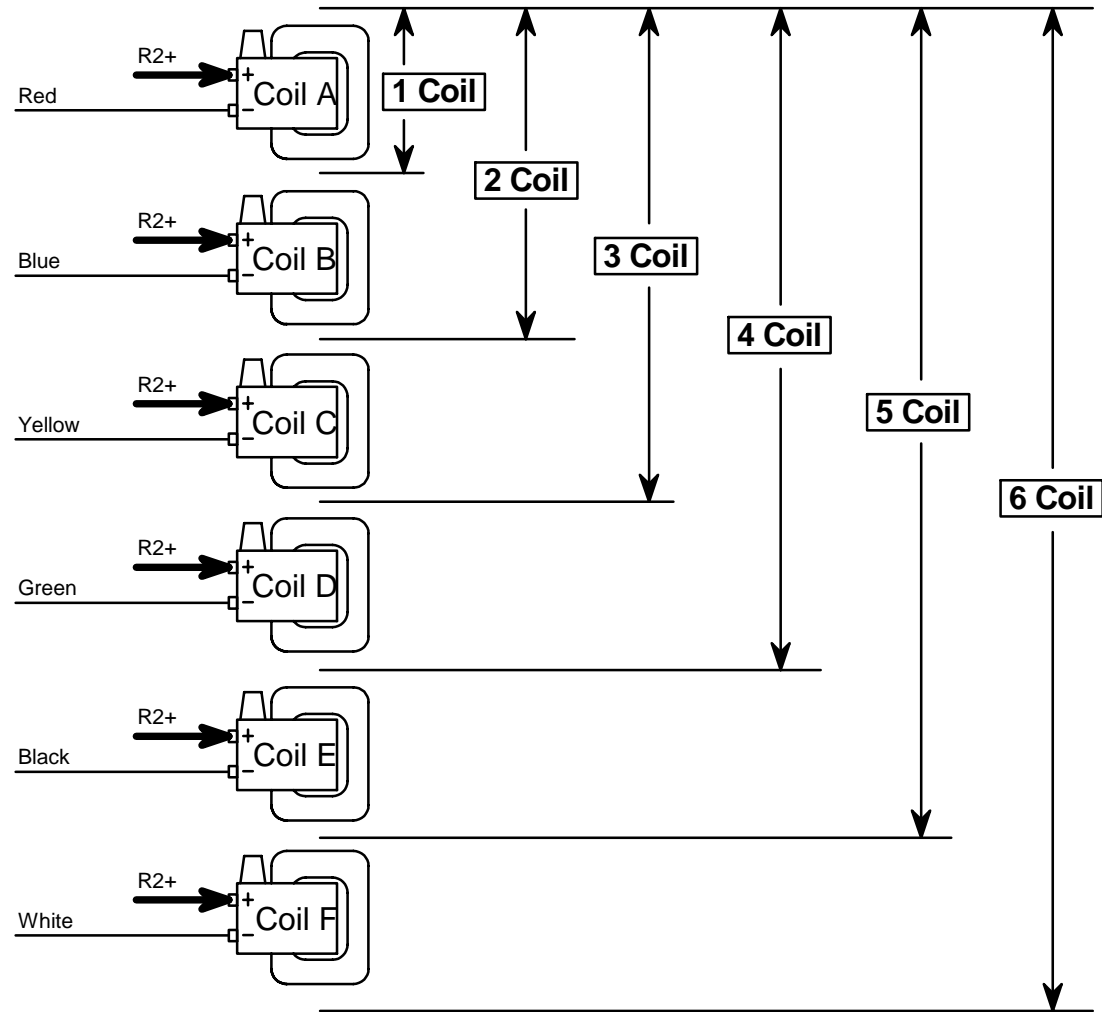 R2+
+
Coil A
Red
−
1 Coil
2 Coil
R2+
+
Coil B
Blue
−
3 Coil
4 Coil
R2+
+
Coil C
Yellow
−
5 Coil
6 Coil
R2+
+
Coil D
Green
−
R2+
+
Coil E
Black
−
R2+
+
Coil F
White
−